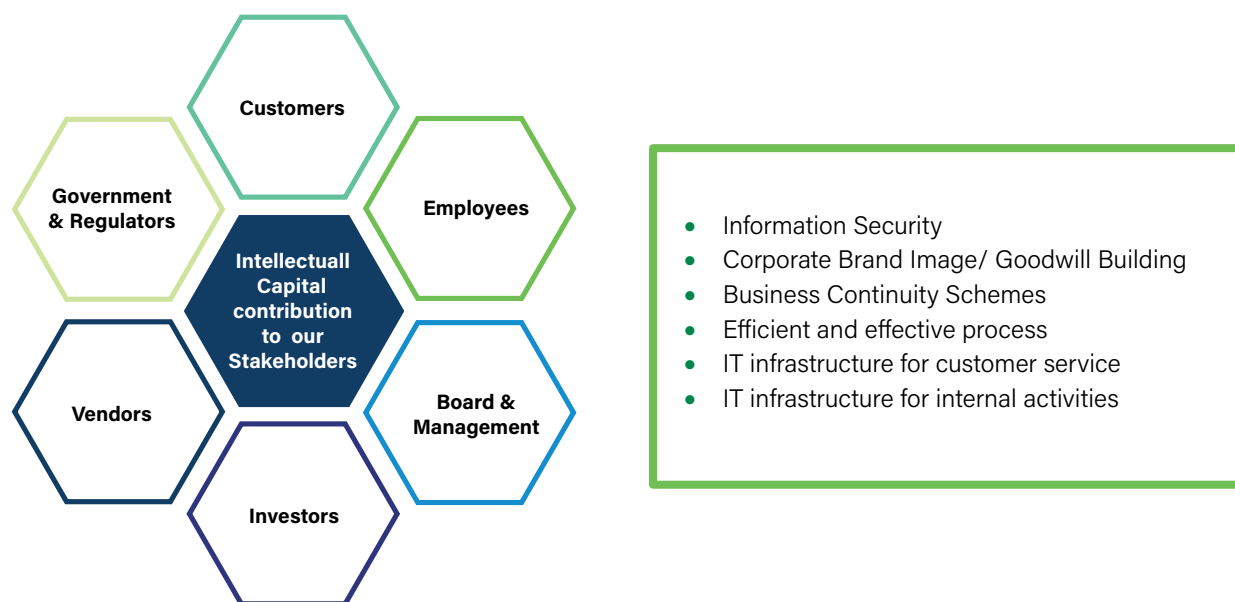 Customers
Government
& Regulators
Employees
Intellectuall
Capital
contribution
to our
Stakeholders
Vendors
Board &
Management
Investors
• Information Security
• Corporate Brand Image/ Goodwill Building
• Business Continuity Schemes
• Efficient and effective process
• IT infrastructure for customer service
• IT infrastructure for internal activities